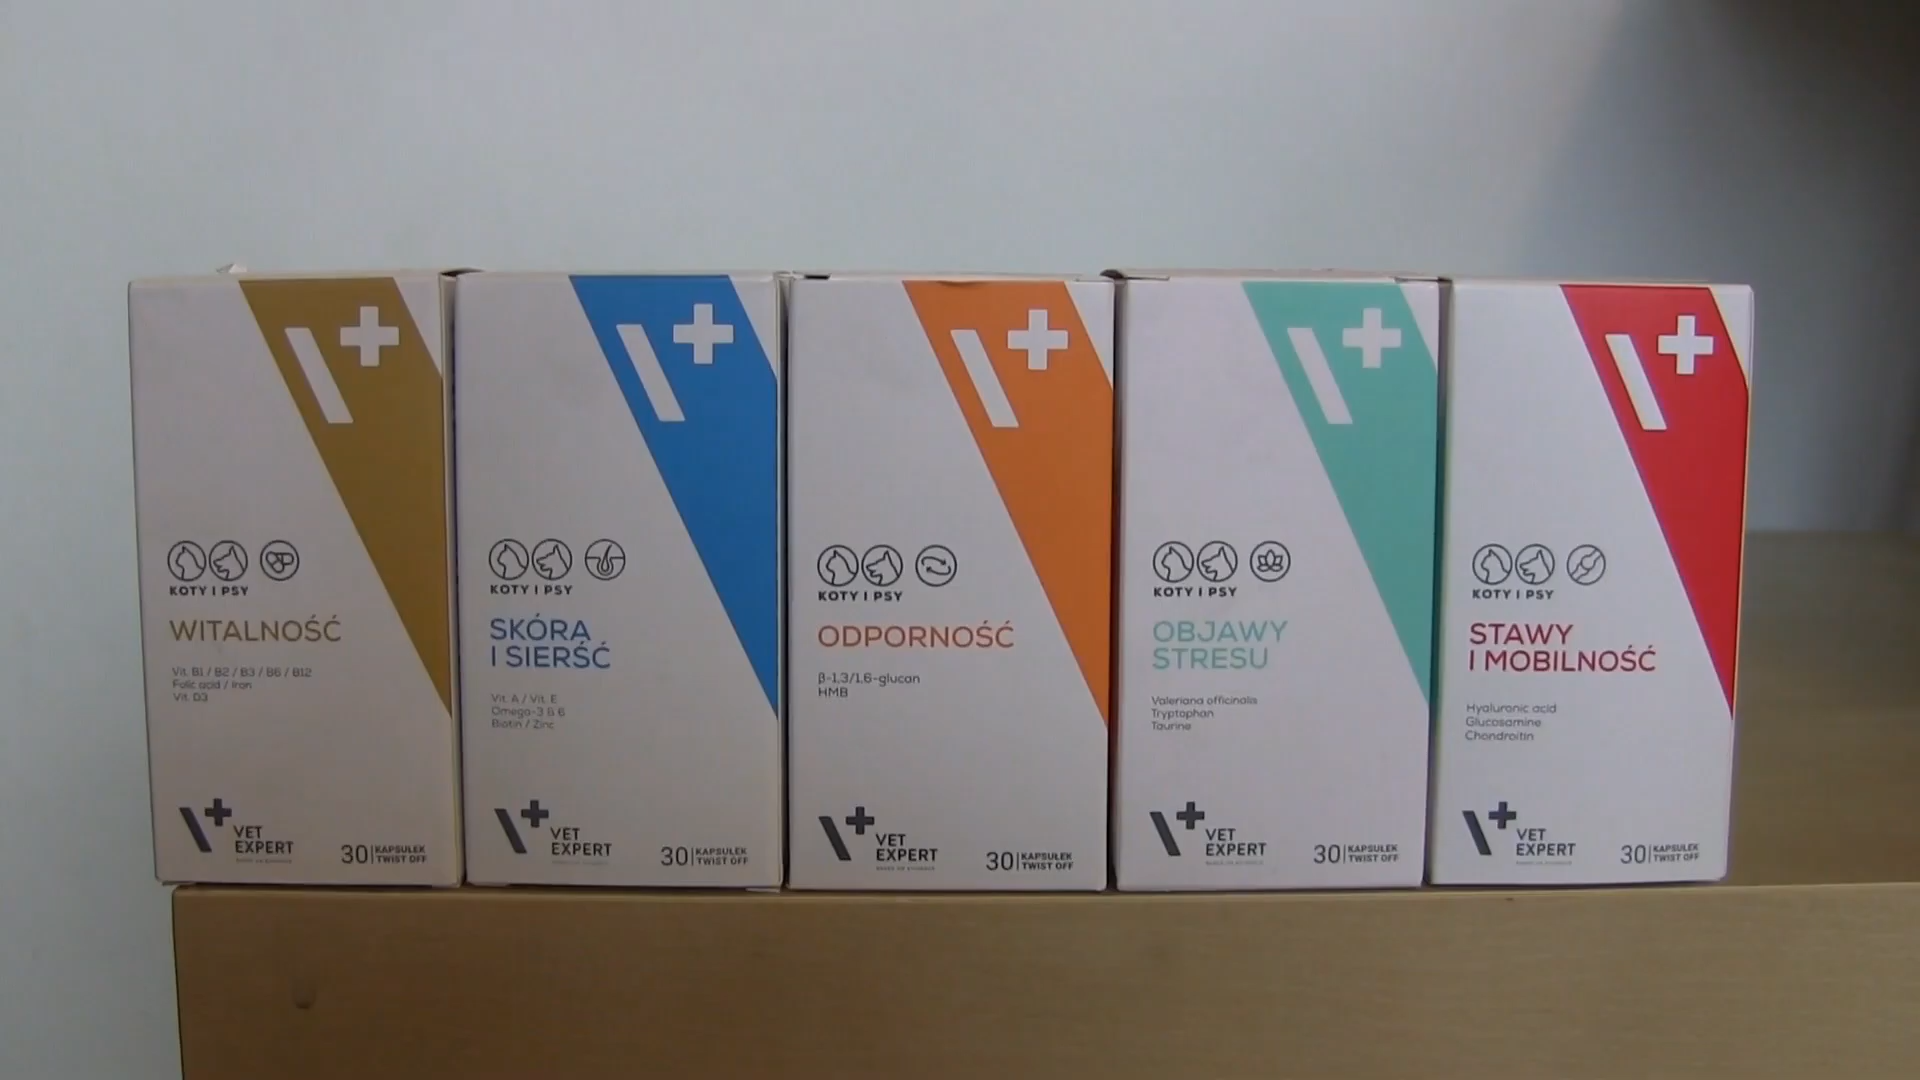 KOTY I PSY
WITALNOŚĆ
Vit. B1 / B2 / B3 / B6 / B12
Folic acid / Iron
Vit. D3
VET
EXPERT
30 KAPSUŁEK
TWIST OFF
KOTY I PSY
SKÓRA
I SIERŚĆ
Vit. A / Vit. E
Omega-3 & 6
Biotin / Zinc
VET
EXPERT
30 KAPSUŁEK
TWIST OFF
KOTY I PSY
ODPORNOŚĆ
β-1,3/1,6-glucan
HMB
VET
EXPERT
30 KAPSUŁEK
TWIST OFF
KOTY I PSY
OBJAWY
STRESU
Valeriana officinalis
Tryptophan
Taurine
VET
EXPERT
30 KAPSUŁEK
TWIST OFF
KOTY I PSY
STAWY
I MOBILNOŚĆ
Hyaluronic acid
Glucosamine
Chondroitin
VET
EXPERT
30 KAPSUŁEK
TWIST OFF